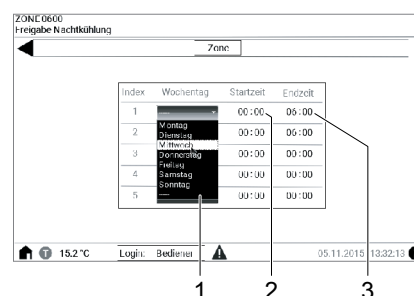 ZONE 0600
Freigabe Nachtkühlung
Zone
Index Wochentag Startzeit Endzeit
1 ---- 00:00 06:00
Montag
2 Dienstag 00:00 00:00
Mittwoch
3 Donnerstag 00:00 00:00
Freitag
4 Samstag 00:00 00:00
Sonntag
5 ---- 00:00 00:00
T 15.2 °C Login: Bediener 05.11.2015 13:32:13
1 2 3